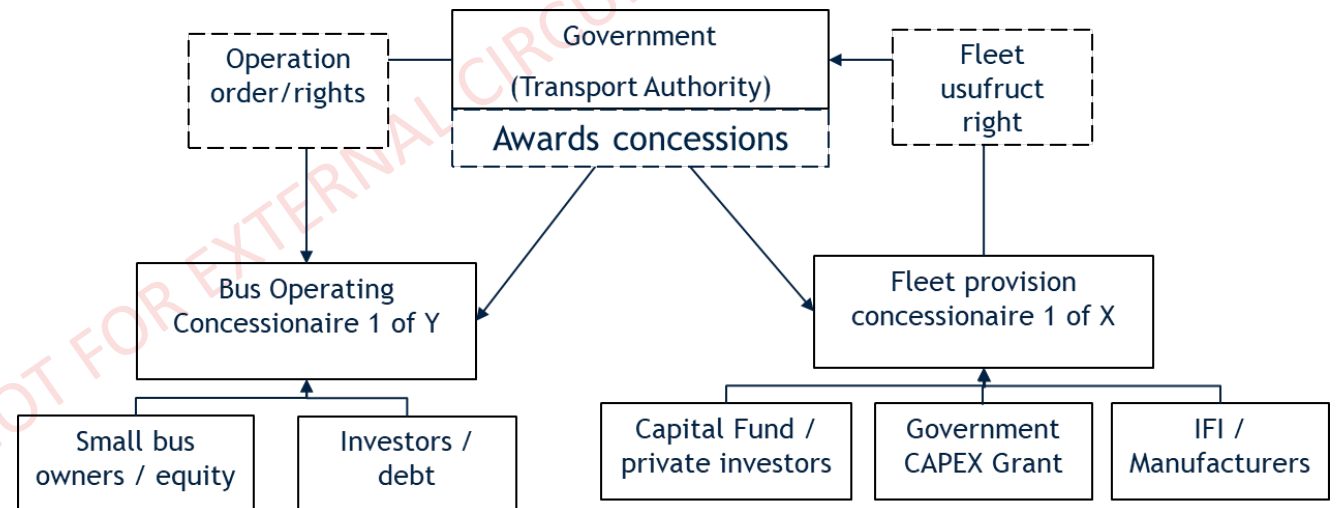 Operation
order/rights
Government
(Transport Authority)
Awards concessions
Fleet
usufruct
right
Bus Operating
Concessionaire 1 of Y
Fleet provision
concessionaire 1 of X
Small bus
owners / equity
Investors /
debt
Capital Fund /
private investors
Government
CAPEX Grant
IFI /
Manufacturers
OT FOR EXTERNAL CIRCU